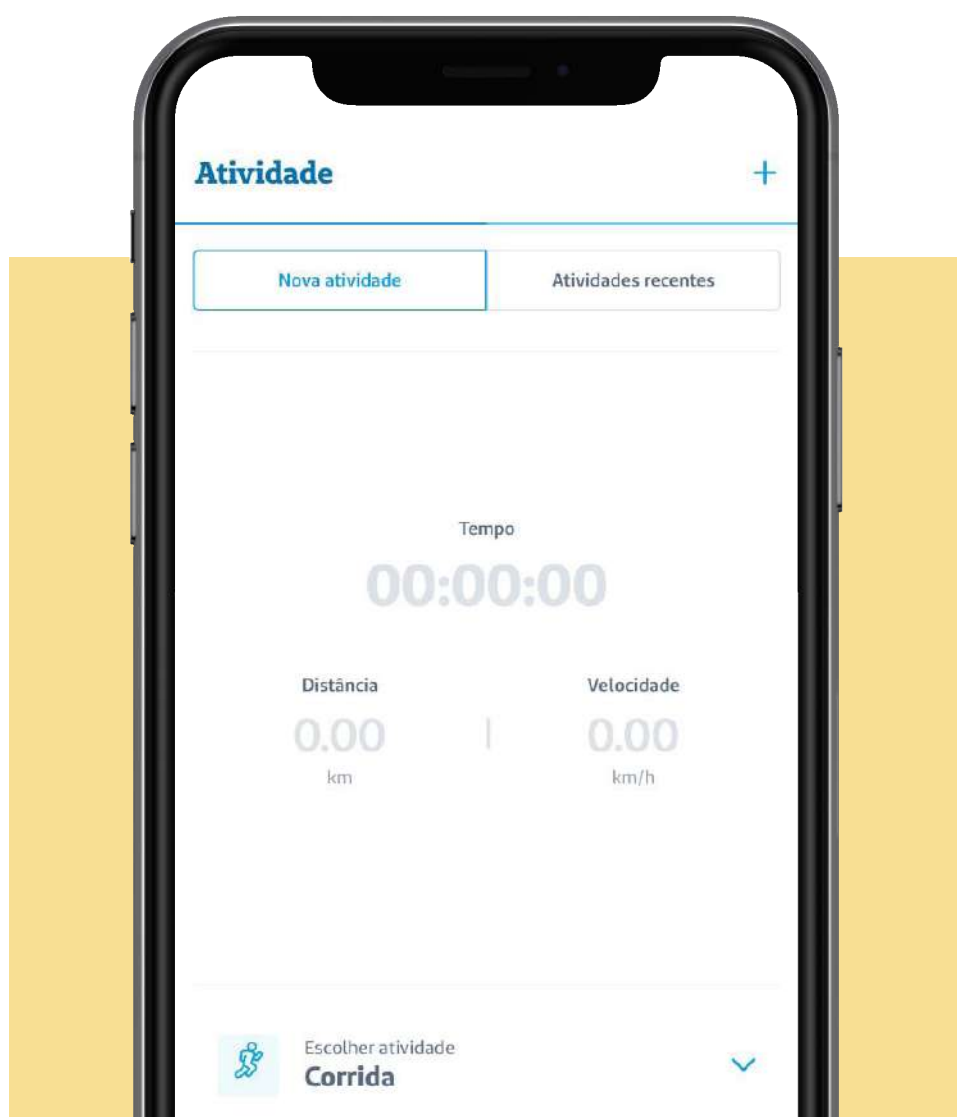 Atividade +
Nova atividade Atividades recentes
Tempo
00:00:00
Distância Velocidade
0.00 0.00
km km/h
Escolher atividade
Corrida